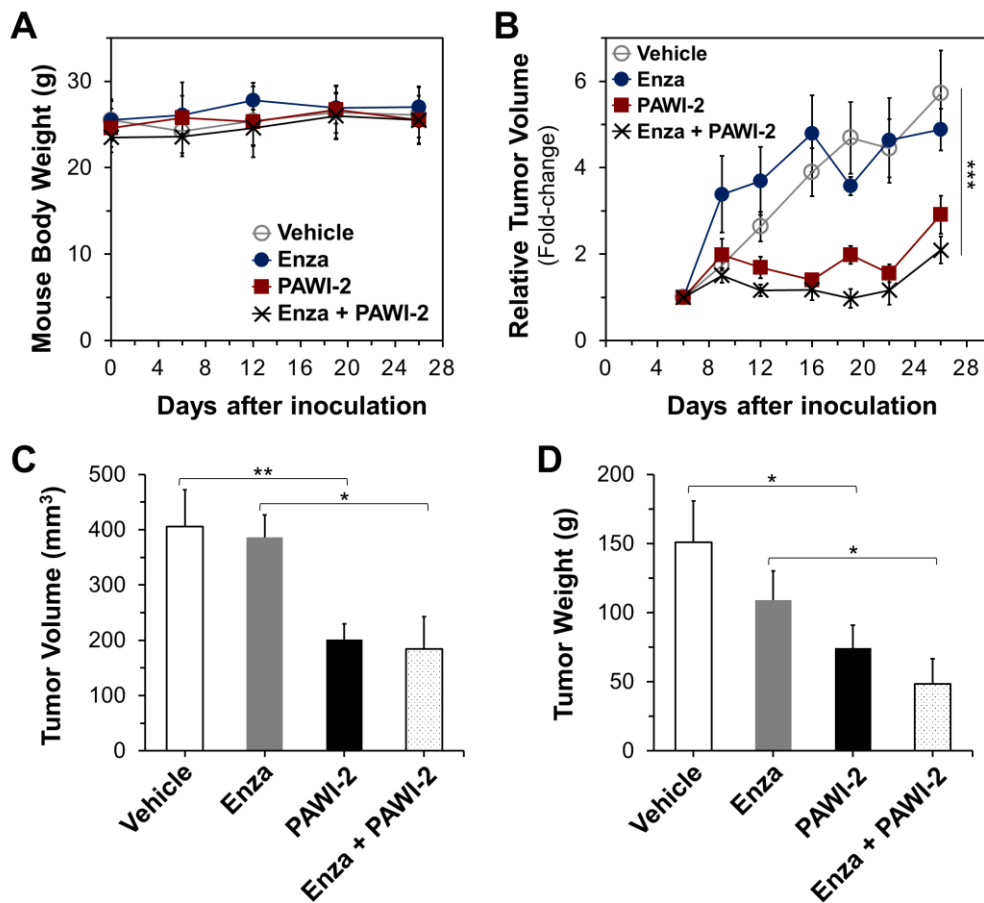 A
Mouse Body Weight (g)
30
20
10
0
Vehicle
Enza
PAWI-2
Enza + PAWI-2
0 4 8 12 16 20 24 28
Days after inoculation
B
Relative Tumor Volume
(Fold-change)
6
4
2
0
Vehicle
Enza
PAWI-2
Enza + PAWI-2
***
0 4 8 12 16 20 24 28
Days after inoculation
C
Tumor Volume (mm³)
500
400
300
200
100
0
**
*
Vehicle
Enza
PAWI-2
Enza + PAWI-2
D
Tumor Weight (g)
200
150
100
50
0
*
*
Vehicle
Enza
PAWI-2
Enza + PAWI-2